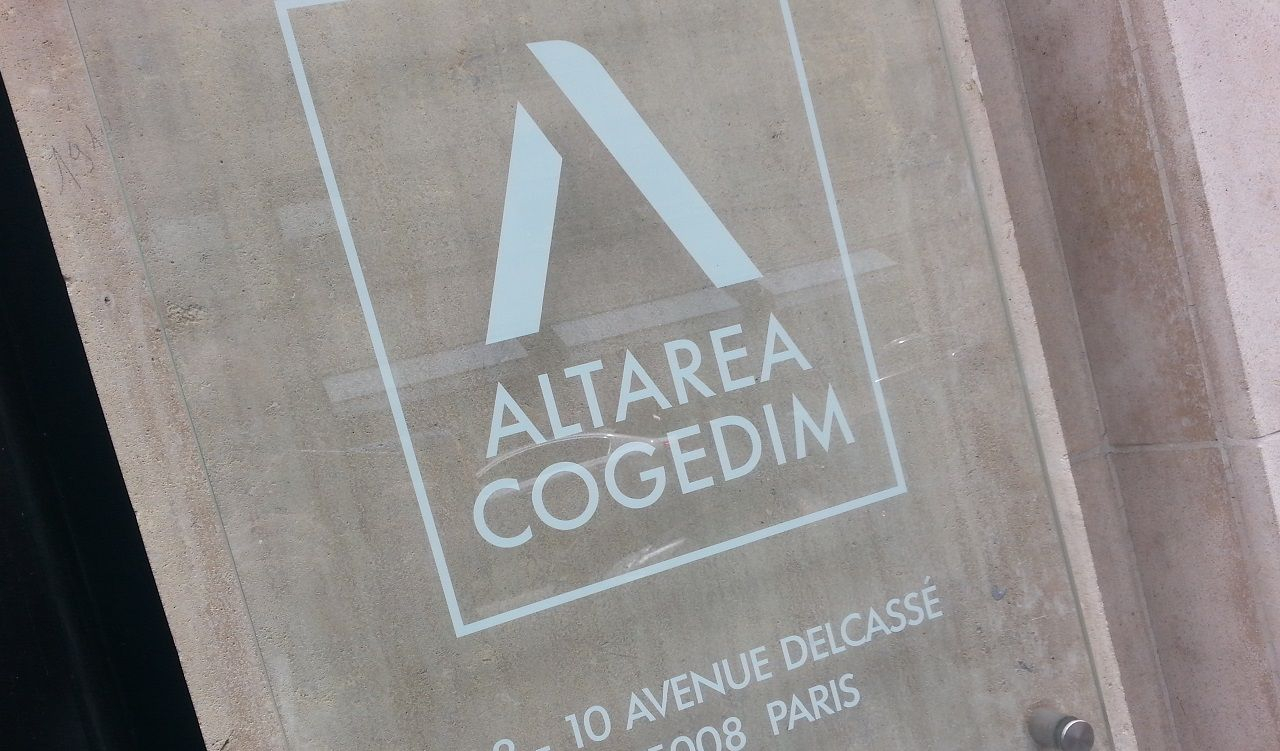 ALTAREA
COGEDIM
10 AVENUE DELCASSÉ
PARIS